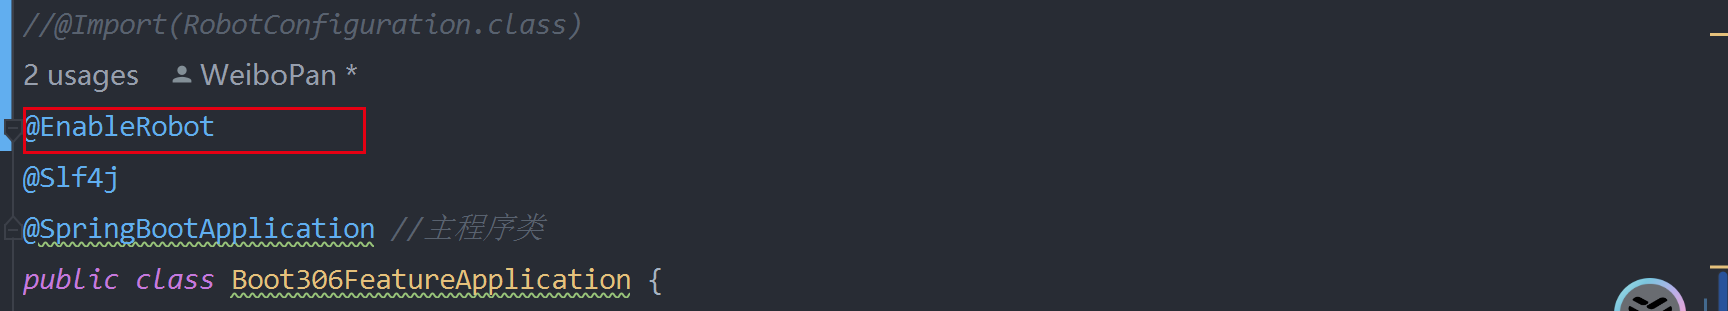 //@Import(RobotConfiguration.class)
2 usages WeiboPan *
@EnableRobot
@Slf4j
@SpringBootApplication //主程序类
public class Boot306FeatureApplication {